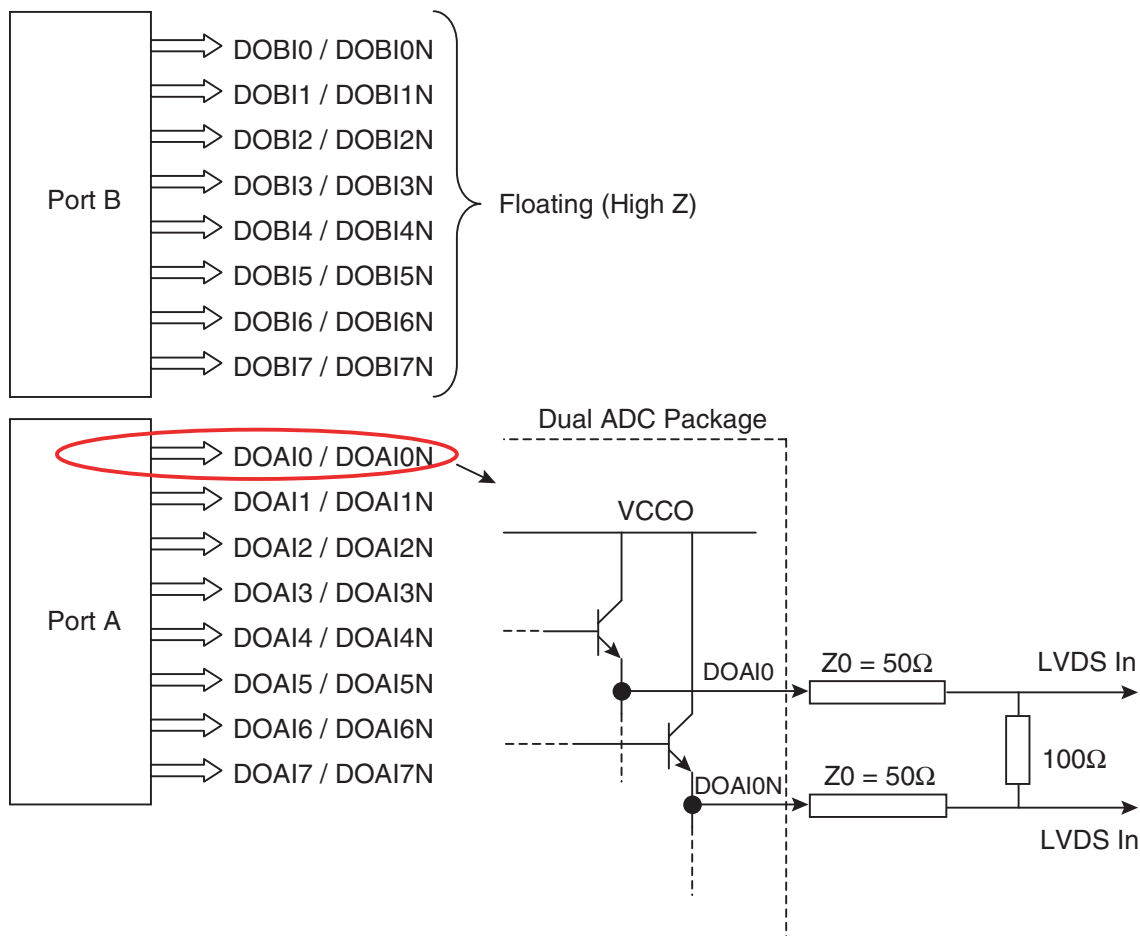 Port B
DOBI0 / DOBI0N
DOBI1 / DOBI1N
DOBI2 / DOBI2N
DOBI3 / DOBI3N
DOBI4 / DOBI4N
DOBI5 / DOBI5N
DOBI6 / DOBI6N
DOBI7 / DOBI7N
Floating (High Z)
Port A
DOAI0 / DOAI0N
DOAI1 / DOAI1N
DOAI2 / DOAI2N
DOAI3 / DOAI3N
DOAI4 / DOAI4N
DOAI5 / DOAI5N
DOAI6 / DOAI6N
DOAI7 / DOAI7N
Dual ADC Package
VCCO
DOAI0
Z0 = 50Ω
LVDS In
100Ω
DOAI0N
Z0 = 50Ω
LVDS In